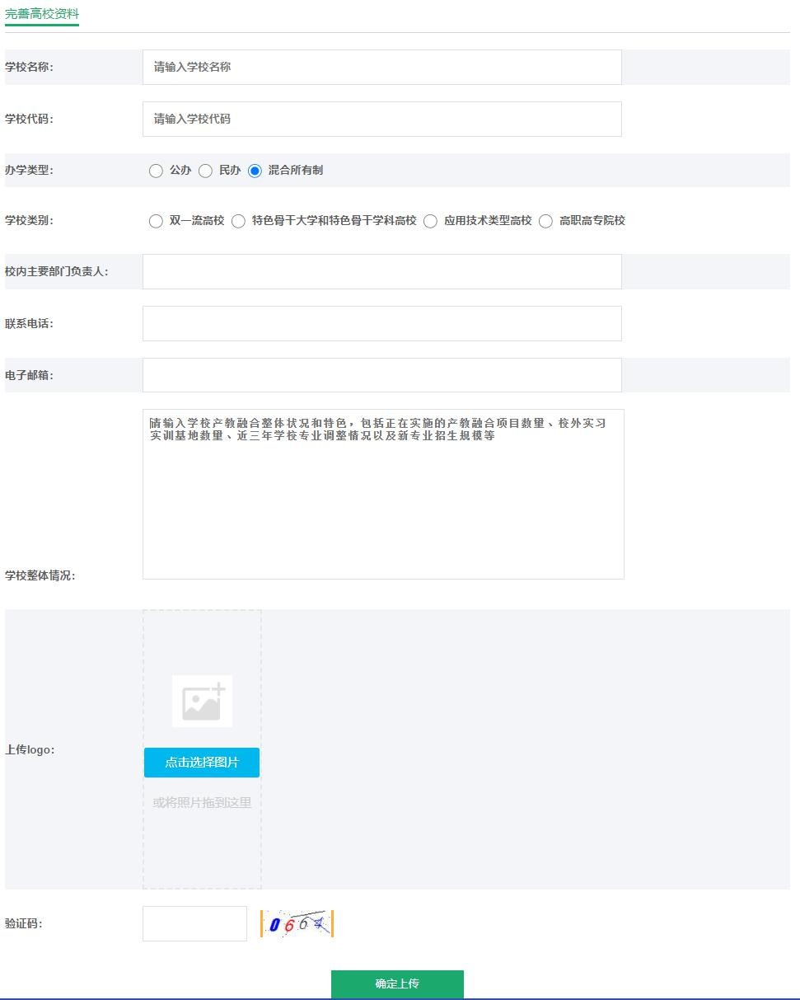 完善高校资料
学校名称：
请输入学校名称
学校代码：
请输入学校代码
办学类型：
公办 民办 混合所有制
学校类别：
双一流高校 特色骨干大学和特色骨干学科高校 应用技术类型高校 高职高专院校
校内主要部门负责人：
联系电话：
电子邮箱：
请输入学校产教融合整体状况和特色，包括正在实施的产教融合项目数量、校外实习
实训基地数量、近三年学校专业调整情况以及新专业招生规模等
学校整体情况：
上传logo：
点击选择图片
或将照片拖到这里
验证码：
0664
确定上传